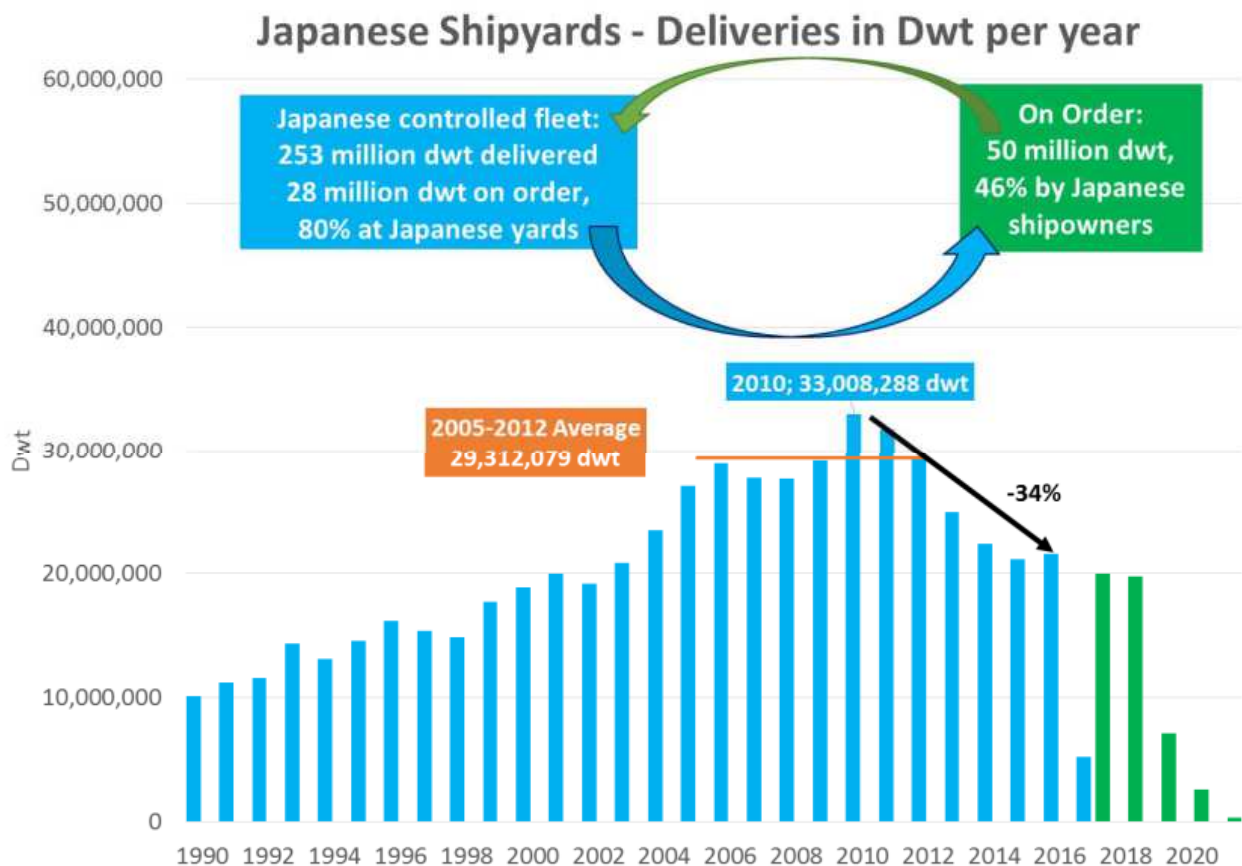 Japanese Shipyards - Deliveries in Dwt per year
60,000,000
50,000,000
40,000,000
30,000,000
20,000,000
10,000,000
0
Dwt
Japanese controlled fleet:
253 million dwt delivered
28 million dwt on order,
80% at Japanese yards
On Order:
50 million dwt,
46% by Japanese
shipowners
2010; 33,008,288 dwt
2005-2012 Average
29,312,079 dwt
-34%
1990 1992 1994 1996 1998 2000 2002 2004 2006 2008 2010 2012 2014 2016 2018 2020